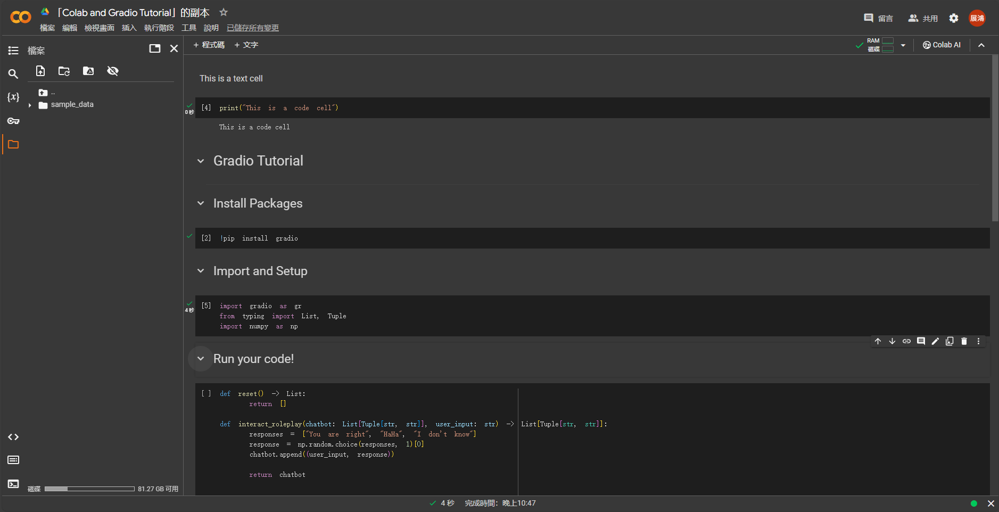 「Colab and Gradio Tutorial」的副本
檔案 編輯 檢視畫面 插入 執行階段 工具 說明 已儲存所有變更
留言 共用 展鴻
檔案
+ 程式碼 + 文字
RAM
磁碟
Colab AI
..
sample_data
{x}
This is a text cell
0 秒
[4] print("This is a code cell")
This is a code cell
Gradio Tutorial
Install Packages
[2] !pip install gradio
Import and Setup
4 秒
[5] import gradio as gr
from typing import List, Tuple
import numpy as np
Run your code!
[ ] def reset() -> List:
return []
def interact_roleplay(chatbot: List[Tuple[str, str]], user_input: str) -> List[Tuple[str, str]]:
responses = ["You are right", "HaHa", "I don't know"]
response = np.random.choice(responses, 1)[0]
chatbot.append((user_input, response))
return chatbot
磁碟 81.27 GB 可用
4 秒 完成時間：晚上10:47